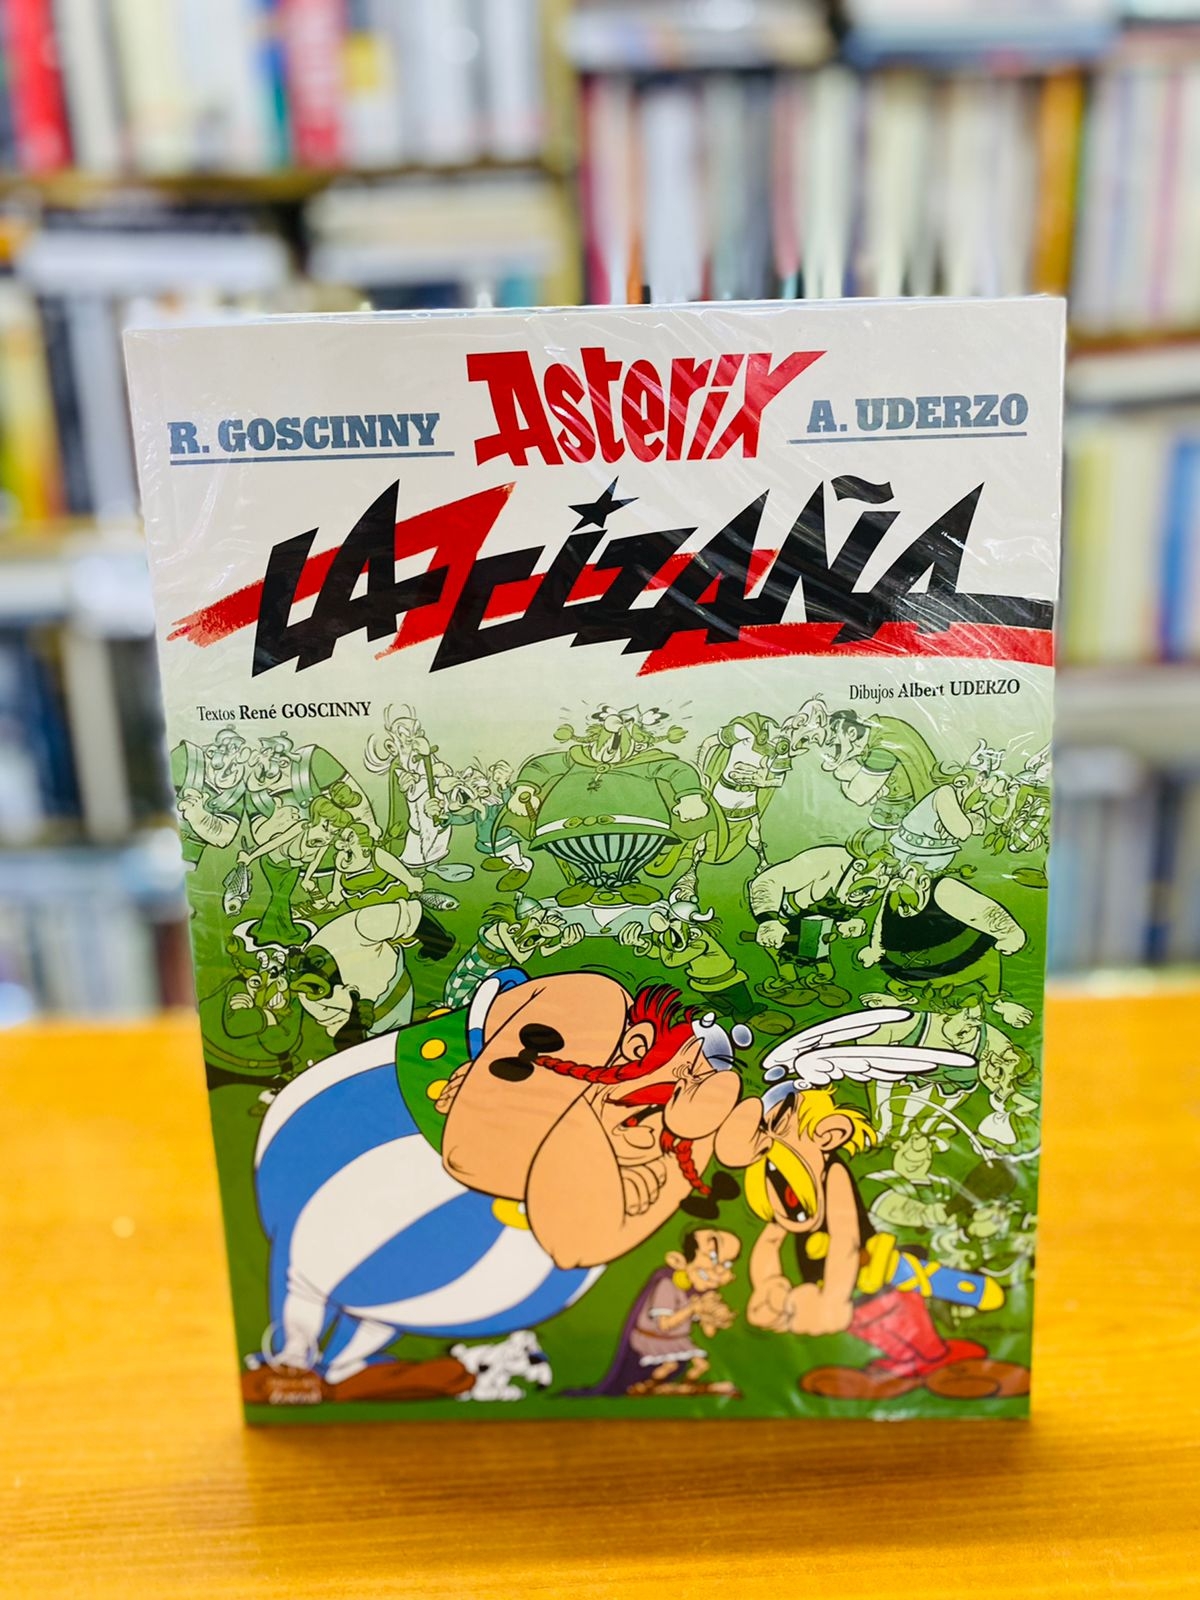 Asterix
R. GOSCINNY
A. UDERZO
LA CIZAÑA
Textos René GOSCINNY
Dibujos Albert UDERZO